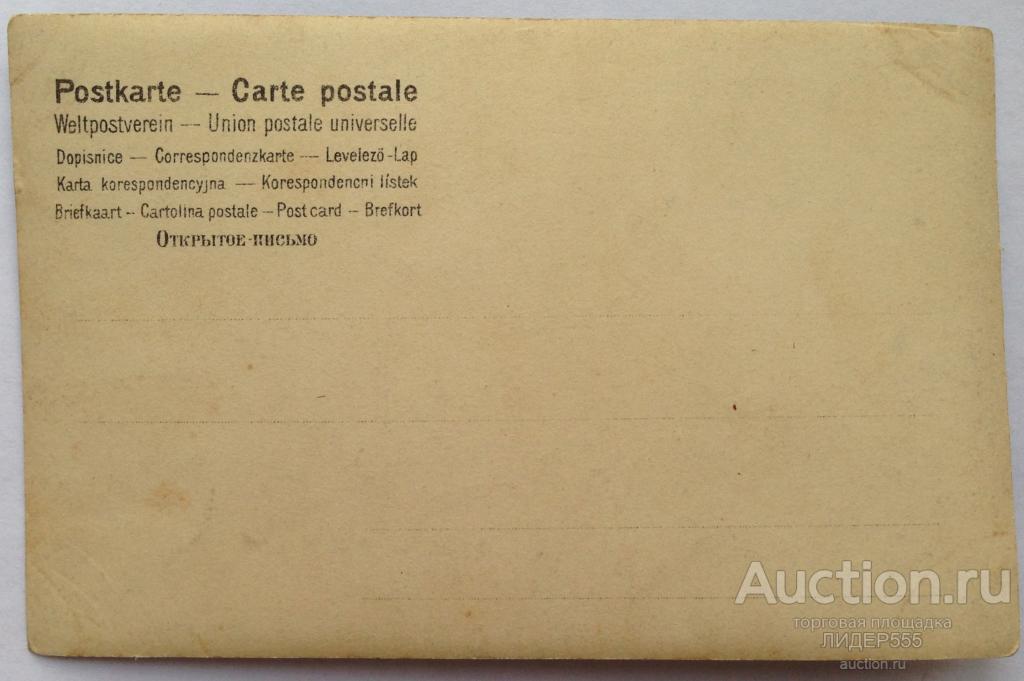 Postkarte — Carte postale
Weltpostverein — Union postale universelle
Dopisnice — Correspondenzkarte — Levelező-Lap
Karta korespondencyjna — Korespondencni lístek
Briefkaart - Cartolina postale - Post card - Brefkort
Открытое-письмо
Auction.ru
торговая площадка
ЛИДЕР555
auction.ru